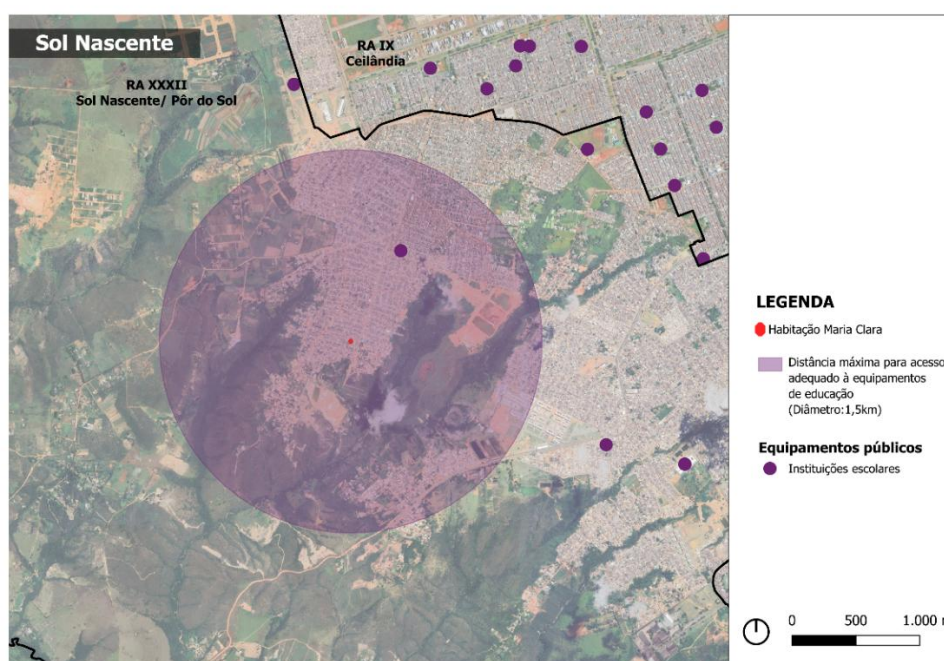 Sol Nascente
RA IX
Ceilândia
RA XXXII
Sol Nascente/ Pôr do Sol
LEGENDA
Habitação Maria Clara
Distância máxima para acesso
adequado à equipamentos
de educação
(Diâmetro:1,5km)
Equipamentos públicos
Instituições escolares
0 500 1.000 m